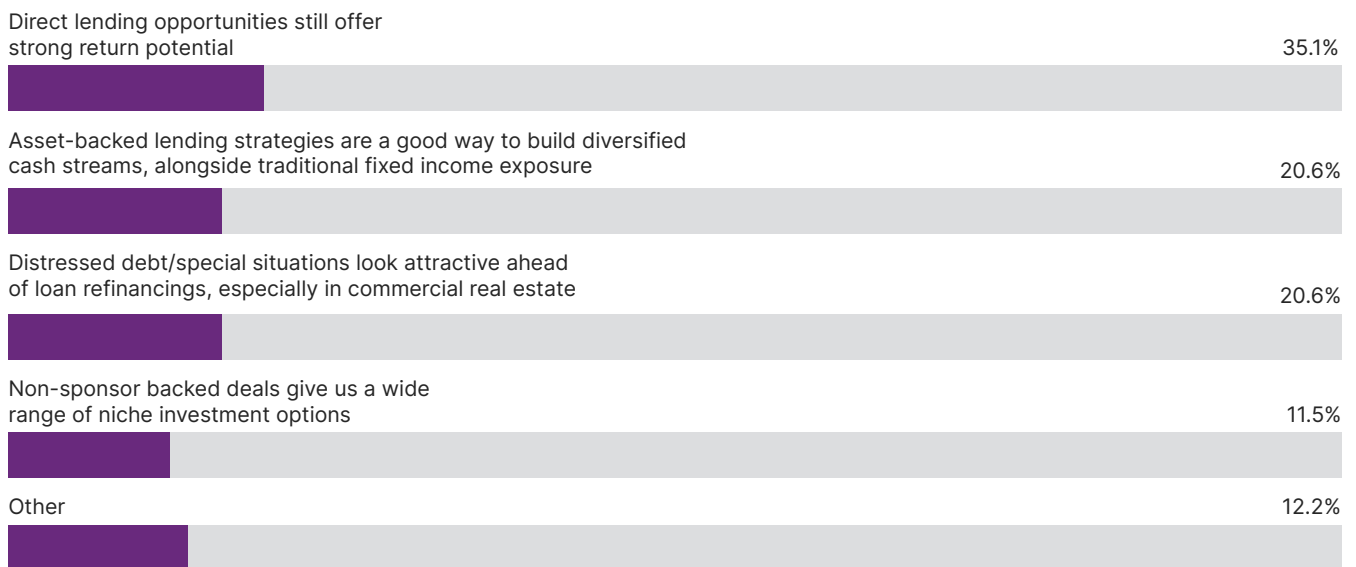 Direct lending opportunities still offer
strong return potential
35.1%
Asset-backed lending strategies are a good way to build diversified
cash streams, alongside traditional fixed income exposure
20.6%
Distressed debt/special situations look attractive ahead
of loan refinancings, especially in commercial real estate
20.6%
Non-sponsor backed deals give us a wide
range of niche investment options
11.5%
Other
12.2%